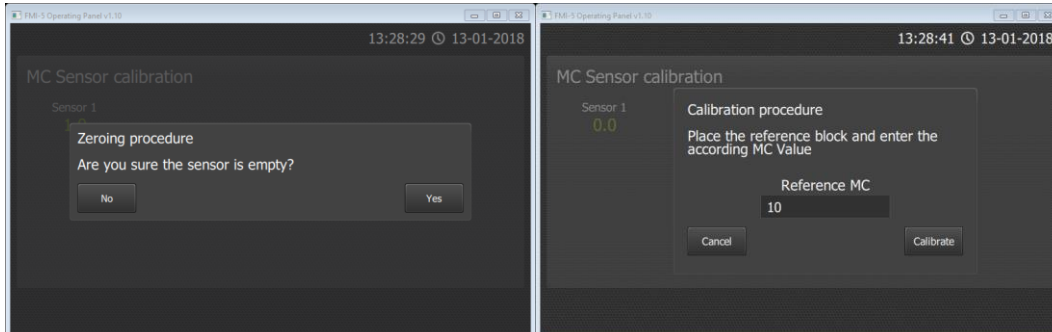 FMI-5 Operating Panel v1.10
13:28:29 13-01-2018
MC Sensor calibration
Sensor 1
Zeroing procedure
Are you sure the sensor is empty?
No
Yes
FMI-5 Operating Panel v1.10
13:28:41 13-01-2018
MC Sensor calibration
Sensor 1
0.0
Calibration procedure
Place the reference block and enter the
according MC Value
Reference MC
10
Cancel
Calibrate